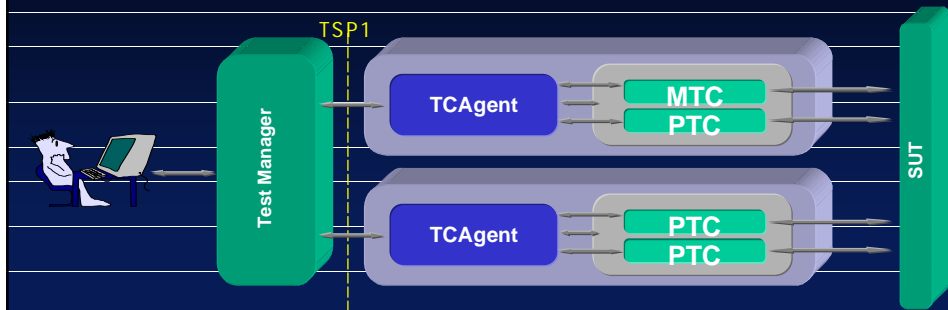 TSP1
Test Manager
TCAgent
MTC
PTC
TCAgent
PTC
PTC
SUT